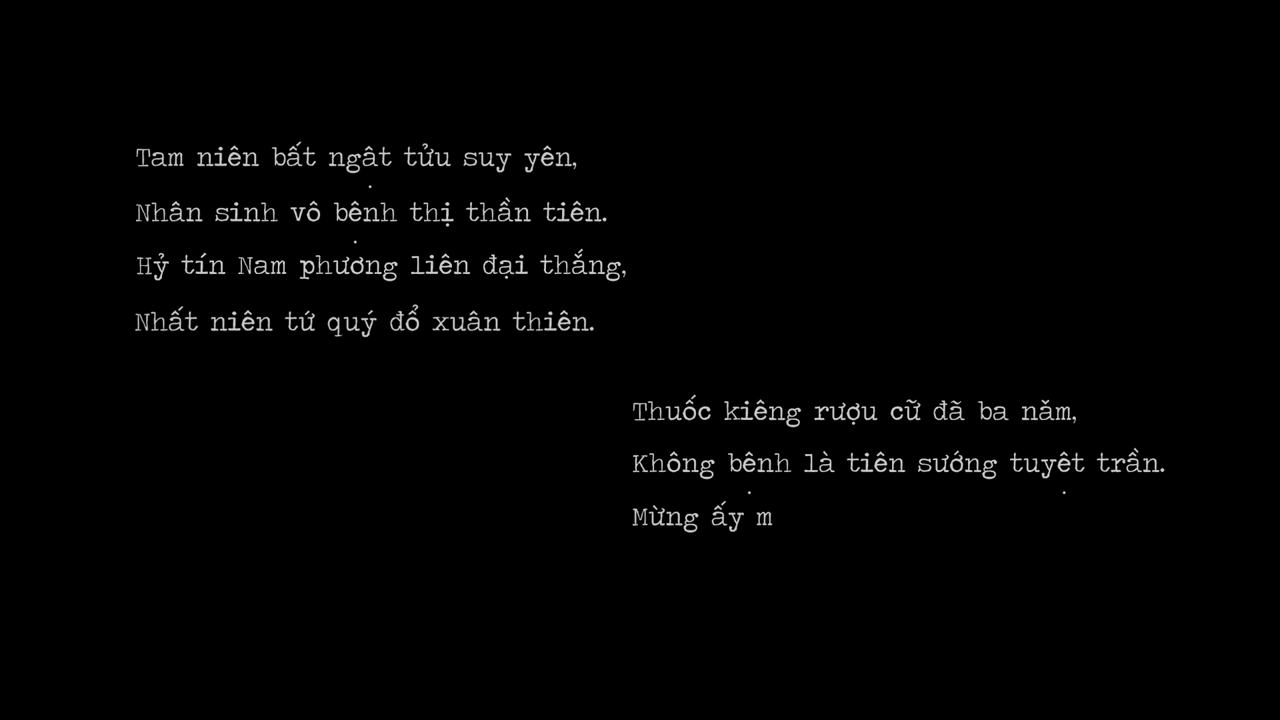 Tam niên bất ngật tửu suy yên,
Nhân sinh vô bệnh thị thần tiên.
Hỷ tín Nam phương liên đại thắng,
Nhất niên tứ quý đổ xuân thiên.
Thuốc kiêng rượu cữ đã ba năm,
Không bệnh là tiên sướng tuyệt trần.
Mừng ấy m